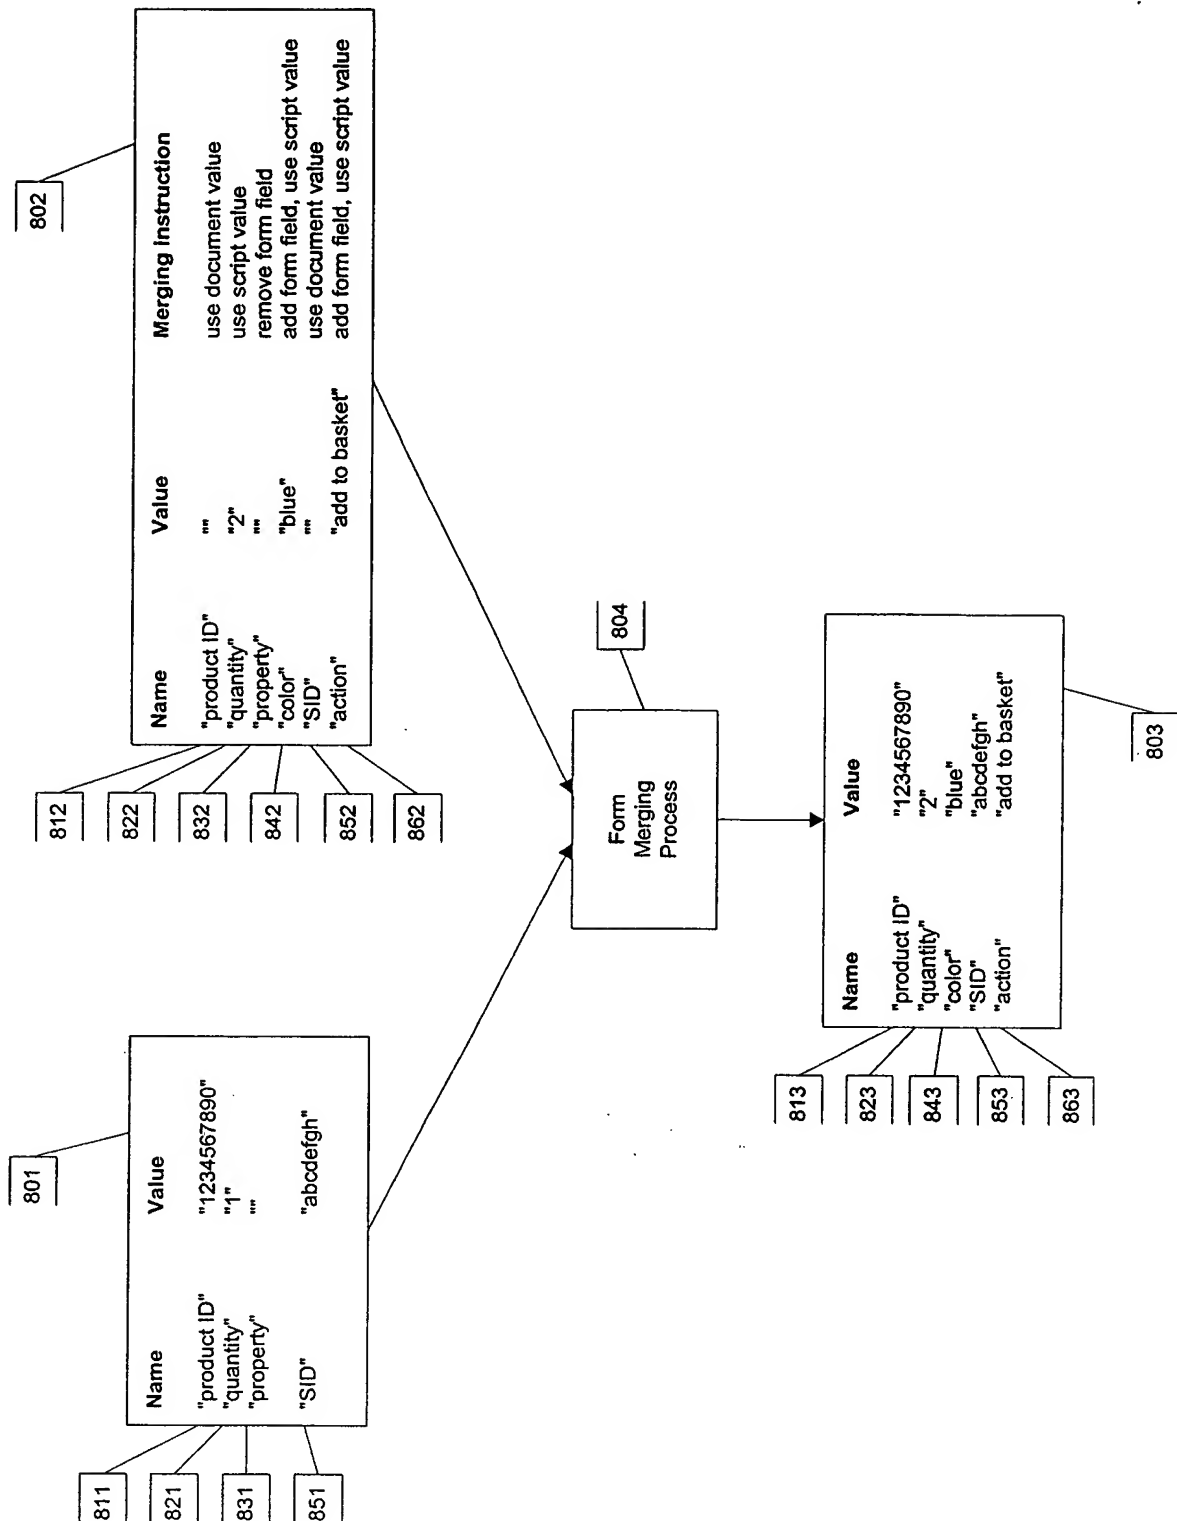 801
811
821
831
851
Name Value
"product ID" "1234567890"
"quantity" "1"
"property" ""
"SID" "abcdefgh"
802
812
822
832
842
852
862
Name Value Merging instruction
"product ID" "" use document value
"quantity" "2" use script value
"property" "" remove form field
"color" "blue" add form field, use script value
"SID" "" use document value
"action" "add to basket" add form field, use script value
804
Form
Merging
Process
813
823
843
853
863
Name Value
"product ID" "1234567890"
"quantity" "2"
"color" "blue"
"SID" "abcdefgh"
"action" "add to basket"
803